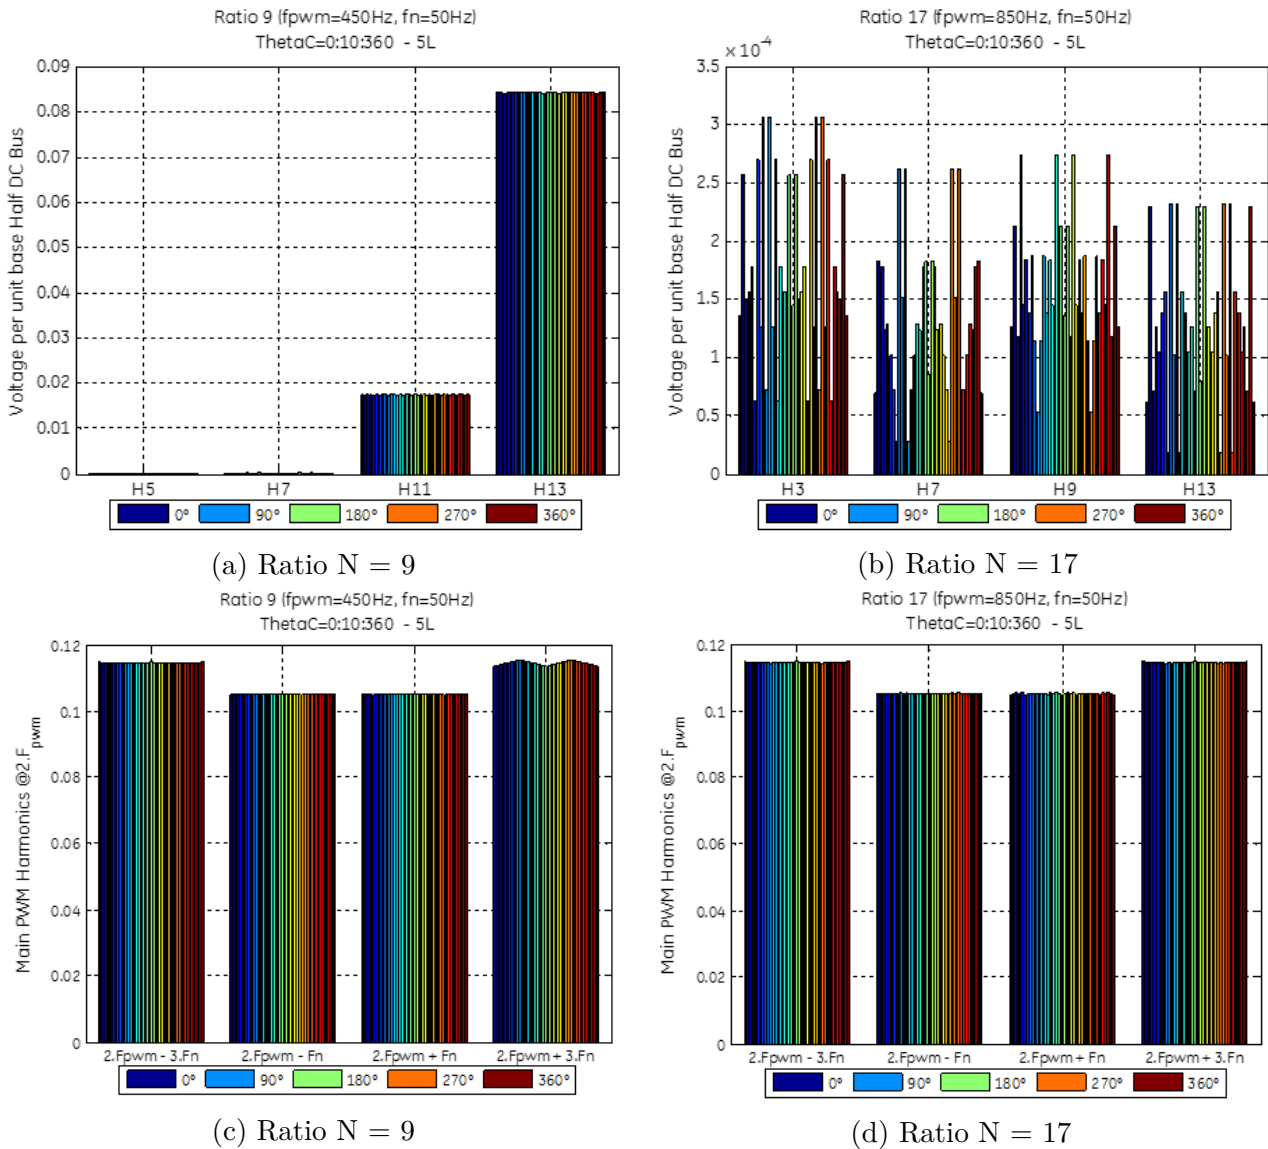 Ratio 9 (fpwm=450Hz, fn=50Hz)
ThetaC=0:10:360 - 5L
Voltage per unit base Half DC Bus
0.09
0.08
0.07
0.06
0.05
0.04
0.03
0.02
0.01
0
H5 H7 H11 H13
0° 90° 180° 270° 360°
(a) Ratio N = 9
Ratio 17 (fpwm=850Hz, fn=50Hz)
ThetaC=0:10:360 - 5L
×10⁻⁴
Voltage per unit base Half DC Bus
3.5
3
2.5
2
1.5
1
0.5
0
H3 H7 H9 H13
0° 90° 180° 270° 360°
(b) Ratio N = 17
Ratio 9 (fpwm=450Hz, fn=50Hz)
ThetaC=0:10:360 - 5L
Main PWM Harmonics @2.Fpwm
0.12
0.1
0.08
0.06
0.04
0.02
0
2.Fpwm - 3.Fn 2.Fpwm - Fn 2.Fpwm + Fn 2.Fpwm + 3.Fn
0° 90° 180° 270° 360°
(c) Ratio N = 9
Ratio 17 (fpwm=850Hz, fn=50Hz)
ThetaC=0:10:360 - 5L
Main PWM Harmonics @2.Fpwm
0.12
0.1
0.08
0.06
0.04
0.02
0
2.Fpwm - 3.Fn 2.Fpwm - Fn 2.Fpwm + Fn 2.Fpwm + 3.Fn
0° 90° 180° 270° 360°
(d) Ratio N = 17